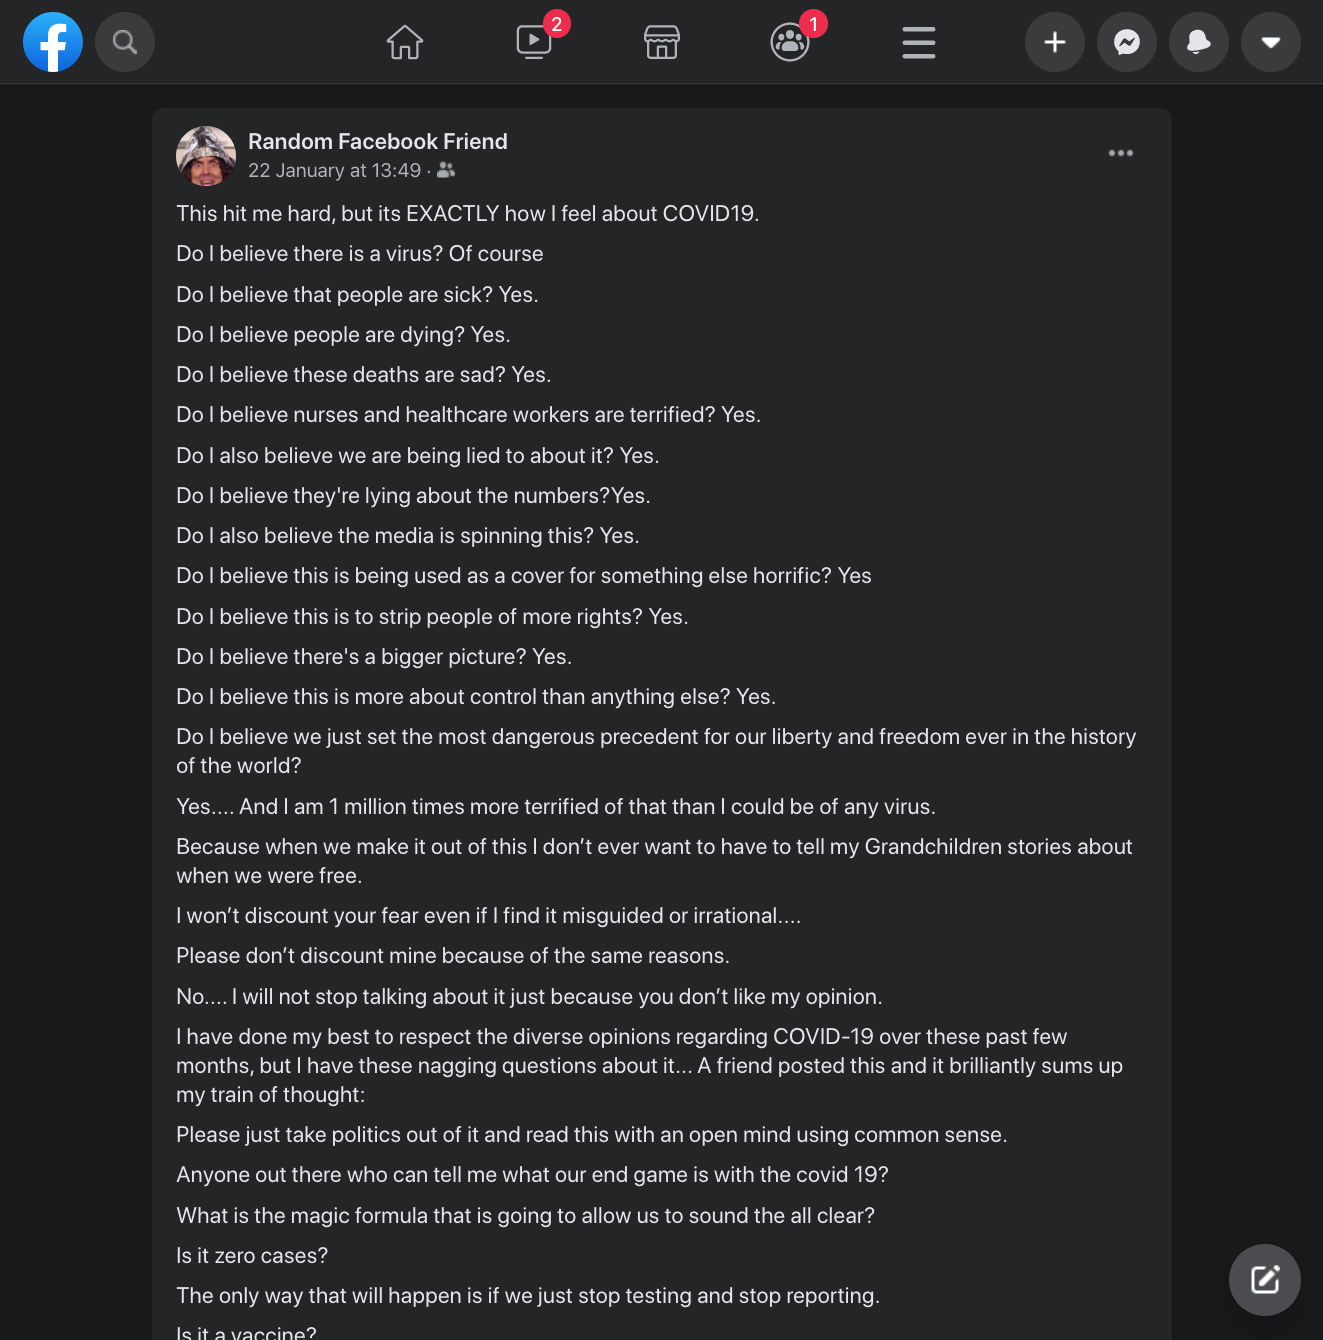 2
1
Random Facebook Friend
22 January at 13:49 ·
This hit me hard, but its EXACTLY how I feel about COVID19.
Do I believe there is a virus? Of course
Do I believe that people are sick? Yes.
Do I believe people are dying? Yes.
Do I believe these deaths are sad? Yes.
Do I believe nurses and healthcare workers are terrified? Yes.
Do I also believe we are being lied to about it? Yes.
Do I believe they're lying about the numbers?Yes.
Do I also believe the media is spinning this? Yes.
Do I believe this is being used as a cover for something else horrific? Yes
Do I believe this is to strip people of more rights? Yes.
Do I believe there's a bigger picture? Yes.
Do I believe this is more about control than anything else? Yes.
Do I believe we just set the most dangerous precedent for our liberty and freedom ever in the history
of the world?
Yes.... And I am 1 million times more terrified of that than I could be of any virus.
Because when we make it out of this I don’t ever want to have to tell my Grandchildren stories about
when we were free.
I won’t discount your fear even if I find it misguided or irrational....
Please don’t discount mine because of the same reasons.
No.... I will not stop talking about it just because you don’t like my opinion.
I have done my best to respect the diverse opinions regarding COVID-19 over these past few
months, but I have these nagging questions about it... A friend posted this and it brilliantly sums up
my train of thought:
Please just take politics out of it and read this with an open mind using common sense.
Anyone out there who can tell me what our end game is with the covid 19?
What is the magic formula that is going to allow us to sound the all clear?
Is it zero cases?
The only way that will happen is if we just stop testing and stop reporting.
Is it a vaccine?